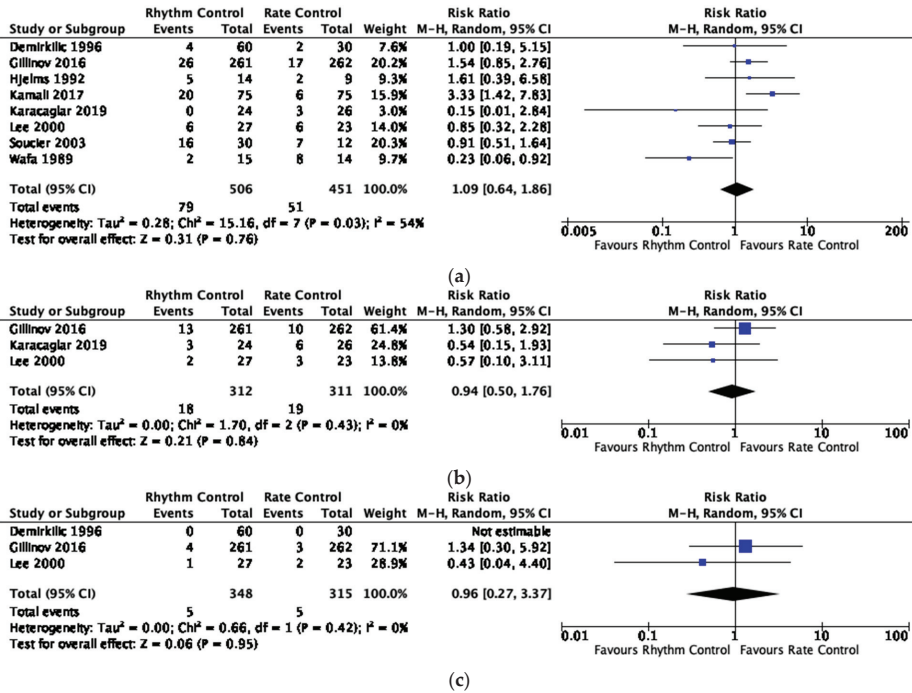 Rhythm Control Rate Control Risk Ratio Risk Ratio
Study or Subgroup Events Total Events Total Weight M-H, Random, 95% CI M-H, Random, 95% CI
Demirkilic 1996 4 60 2 30 7.6% 1.00 [0.19, 5.15]
Gillinov 2016 26 261 17 262 20.2% 1.54 [0.85, 2.76]
Hjelms 1992 5 14 2 9 9.3% 1.61 [0.39, 6.58]
Kamali 2017 20 75 6 75 15.9% 3.33 [1.42, 7.83]
Karacaglar 2019 0 24 3 26 3.0% 0.15 [0.01, 2.84]
Lee 2000 6 27 6 23 14.0% 0.85 [0.32, 2.28]
Soucier 2003 16 30 7 12 20.3% 0.91 [0.51, 1.64]
Wafa 1989 2 15 8 14 9.7% 0.23 [0.06, 0.92]
Total (95% CI) 506 451 100.0% 1.09 [0.64, 1.86]
Total events 79 51
Heterogeneity: Tau² = 0.28; Chi² = 15.16, df = 7 (P = 0.03); I² = 54%
Test for overall effect: Z = 0.31 (P = 0.76)
0.005 0.1 1 10 200
Favours Rhythm Control Favours Rate Control
(a)
Rhythm Control Rate Control Risk Ratio Risk Ratio
Study or Subgroup Events Total Events Total Weight M-H, Random, 95% CI M-H, Random, 95% CI
Gillinov 2016 13 261 10 262 61.4% 1.30 [0.58, 2.92]
Karacaglar 2019 3 24 6 26 24.8% 0.54 [0.15, 1.93]
Lee 2000 2 27 3 23 13.8% 0.57 [0.10, 3.11]
Total (95% CI) 312 311 100.0% 0.94 [0.50, 1.76]
Total events 18 19
Heterogeneity: Tau² = 0.00; Chi² = 1.70, df = 2 (P = 0.43); I² = 0%
Test for overall effect: Z = 0.21 (P = 0.84)
0.01 0.1 1 10 100
Favours Rhythm Control Favours Rate Control
(b)
Rhythm Control Rate Control Risk Ratio Risk Ratio
Study or Subgroup Events Total Events Total Weight M-H, Random, 95% CI M-H, Random, 95% CI
Demirkilic 1996 0 60 0 30 Not estimable
Gillinov 2016 4 261 3 262 71.1% 1.34 [0.30, 5.92]
Lee 2000 1 27 2 23 28.9% 0.43 [0.04, 4.40]
Total (95% CI) 348 315 100.0% 0.96 [0.27, 3.37]
Total events 5 5
Heterogeneity: Tau² = 0.00; Chi² = 0.66, df = 1 (P = 0.42); I² = 0%
Test for overall effect: Z = 0.06 (P = 0.95)
0.01 0.1 1 10 100
Favours Rhythm Control Favours Rate Control
(c)